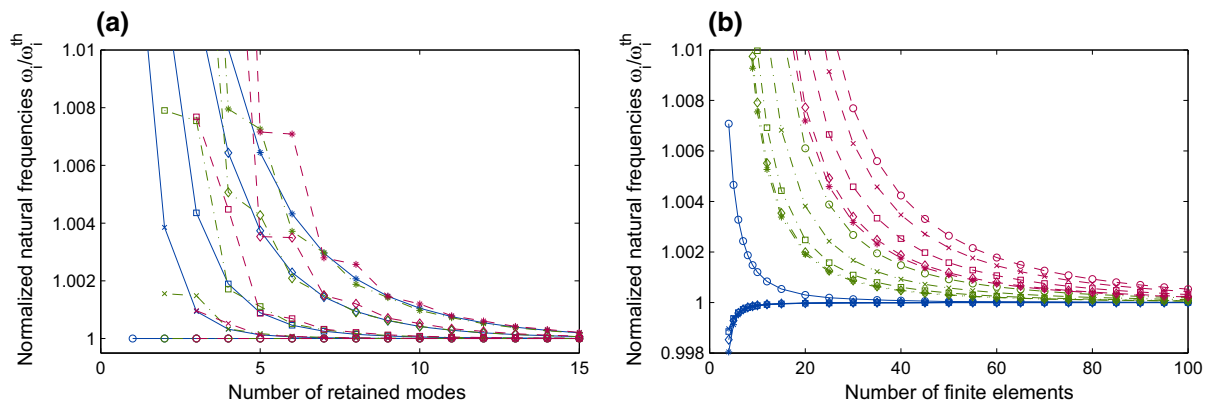 (a)
Normalized natural frequencies ω_i/ω_i^th
1.01
1.008
1.006
1.004
1.002
1
0 5 10 15
Number of retained modes
(b)
Normalized natural frequencies ω_i/ω_i^th
1.01
1.008
1.006
1.004
1.002
1
0.998
0 20 40 60 80 100
Number of finite elements